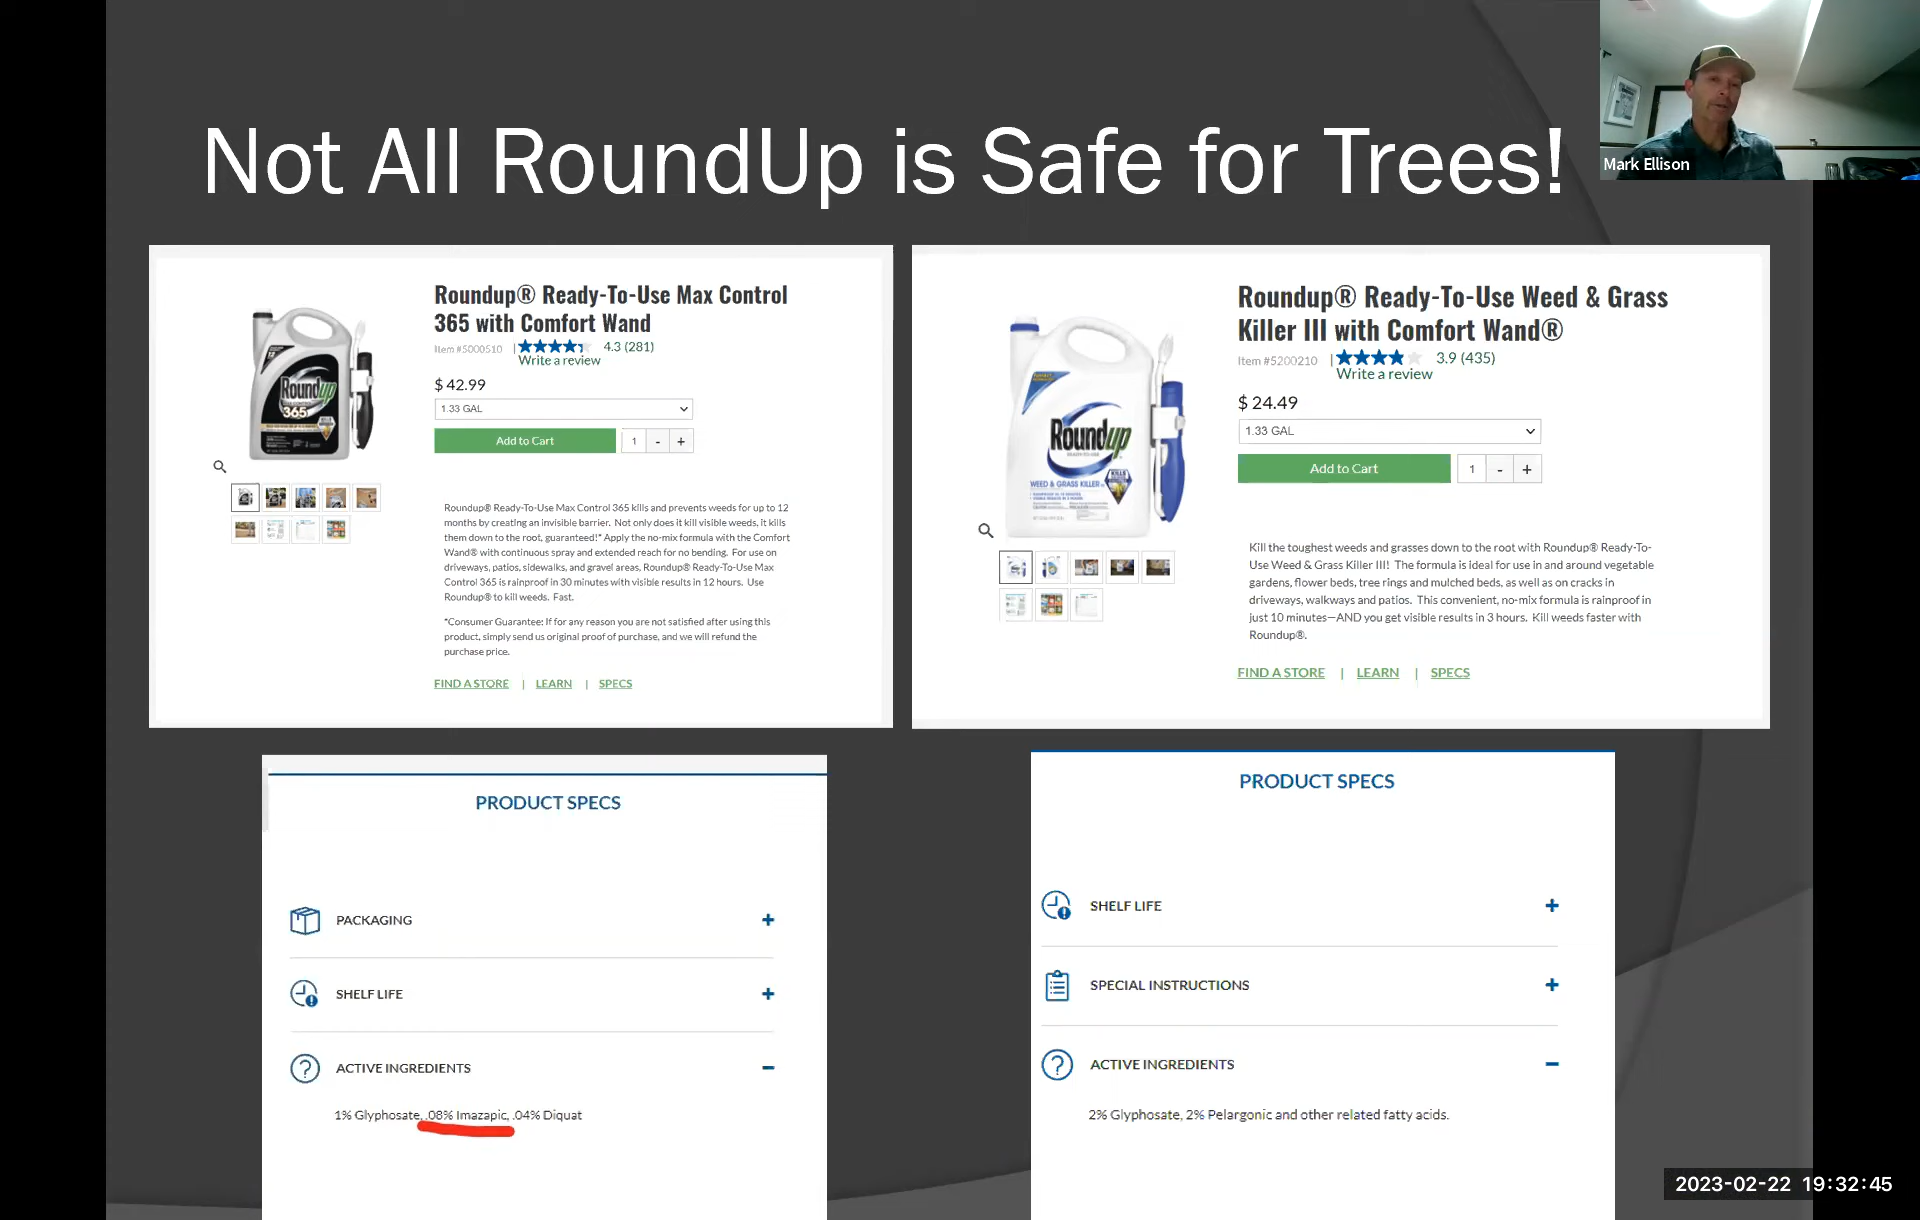 Not All RoundUp is Safe for Trees!
Mark Ellison
Roundup® Ready-To-Use Max Control
365 with Comfort Wand
Item #5000510 | 4.3 (281)
Write a review
$ 42.99
1.33 GAL
Add to Cart 1 - +
Roundup
365
Roundup® Ready-To-Use Max Control 365 kills and prevents weeds for up to 12
months by creating an invisible barrier. Not only does it kill visible weeds, it kills
them down to the root, guaranteed!* Apply the no-mix formula with the Comfort
Wand® with continuous spray and extended reach for no bending. For use on
driveways, patios, sidewalks, and gravel areas, Roundup® Ready-To-Use Max
Control 365 is rainproof in 30 minutes with visible results in 12 hours. Use
Roundup® to kill weeds. Fast.
*Consumer Guarantee: If for any reason you are not satisfied after using this
product, simply send us original proof of purchase, and we will refund the
purchase price.
FIND A STORE | LEARN | SPECS
Roundup® Ready-To-Use Weed & Grass
Killer III with Comfort Wand®
Item #5200210 | 3.9 (435)
Write a review
$ 24.49
1.33 GAL
Add to Cart 1 - +
Roundup
READY-TO-USE
WEED & GRASS KILLER
Kill the toughest weeds and grasses down to the root with Roundup® Ready-To-
Use Weed & Grass Killer III! The formula is ideal for use in and around vegetable
gardens, flower beds, tree rings and mulched beds, as well as on cracks in
driveways, walkways and patios. This convenient, no-mix formula is rainproof in
just 10 minutes—AND you get visible results in 3 hours. Kill weeds faster with
Roundup®.
FIND A STORE | LEARN | SPECS
PRODUCT SPECS
PACKAGING +
SHELF LIFE +
ACTIVE INGREDIENTS -
1% Glyphosate, .08% Imazapic, .04% Diquat
PRODUCT SPECS
SHELF LIFE +
SPECIAL INSTRUCTIONS +
ACTIVE INGREDIENTS -
2% Glyphosate, 2% Pelargonic and other related fatty acids.
2023-02-22 19:32:45